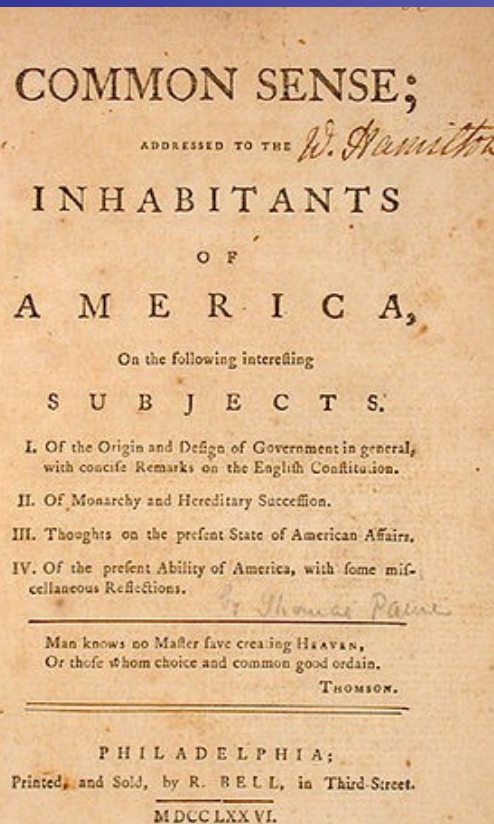 COMMON SENSE;
ADDRESSED TO THE W. Hamilton
INHABITANTS
OF
AMERICA,
On the following intereſting
SUBJECTS.
I. Of the Origin and Deſign of Government in general,
with conciſe Remarks on the Engliſh Conſtitution.
II. Of Monarchy and Hereditary Succeſſion.
III. Thoughts on the preſent State of American Affairs.
IV. Of the preſent Ability of America, with ſome miſ-
cellaneous Reflections.
By Thomas Paine
Man knows no Maſter ſave creating HEAVEN,
Or thoſe whom choice and common good ordain.
THOMSON.
PHILADELPHIA;
Printed, and Sold, by R. BELL, in Third-Street.
MDCCLXXVI.